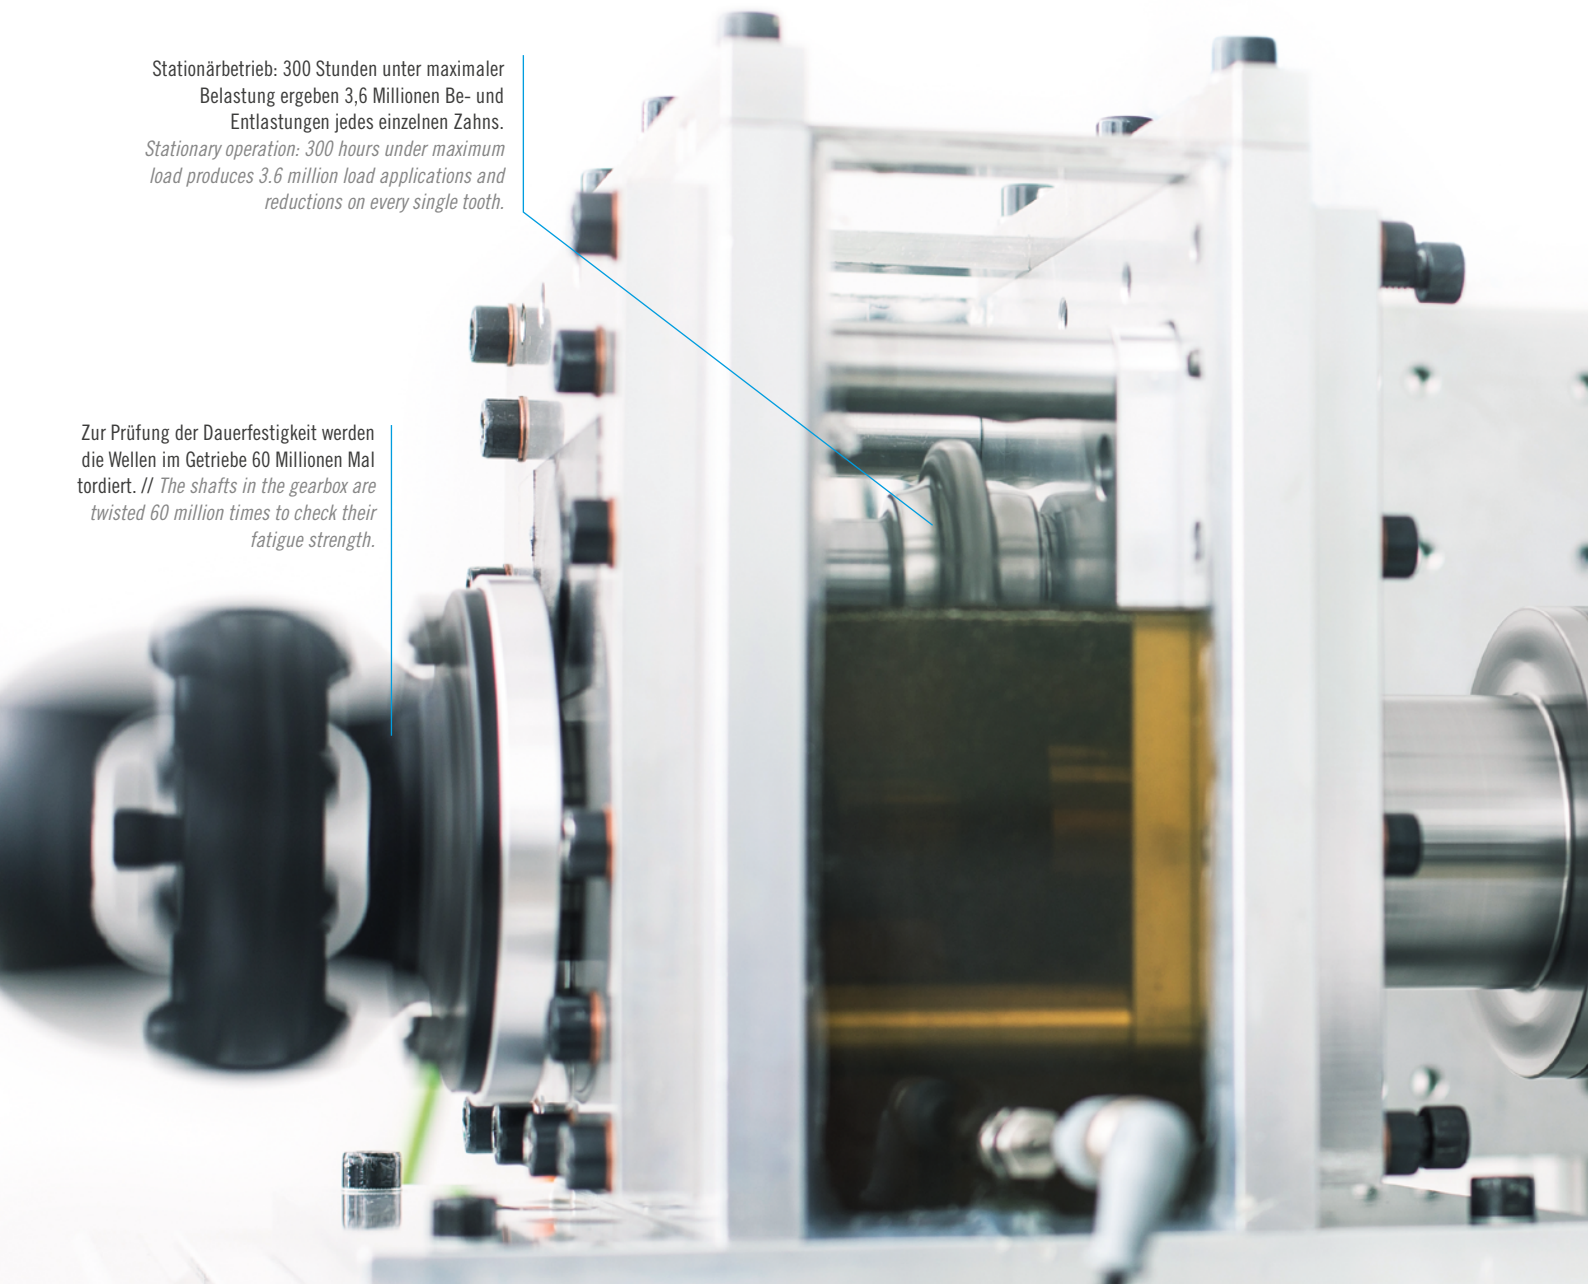 Stationärbetrieb: 300 Stunden unter maximaler
Belastung ergeben 3,6 Millionen Be- und
Entlastungen jedes einzelnen Zahns.
Stationary operation: 300 hours under maximum
load produces 3.6 million load applications and
reductions on every single tooth.
Zur Prüfung der Dauerfestigkeit werden
die Wellen im Getriebe 60 Millionen Mal
tordiert. // The shafts in the gearbox are
twisted 60 million times to check their
fatigue strength.